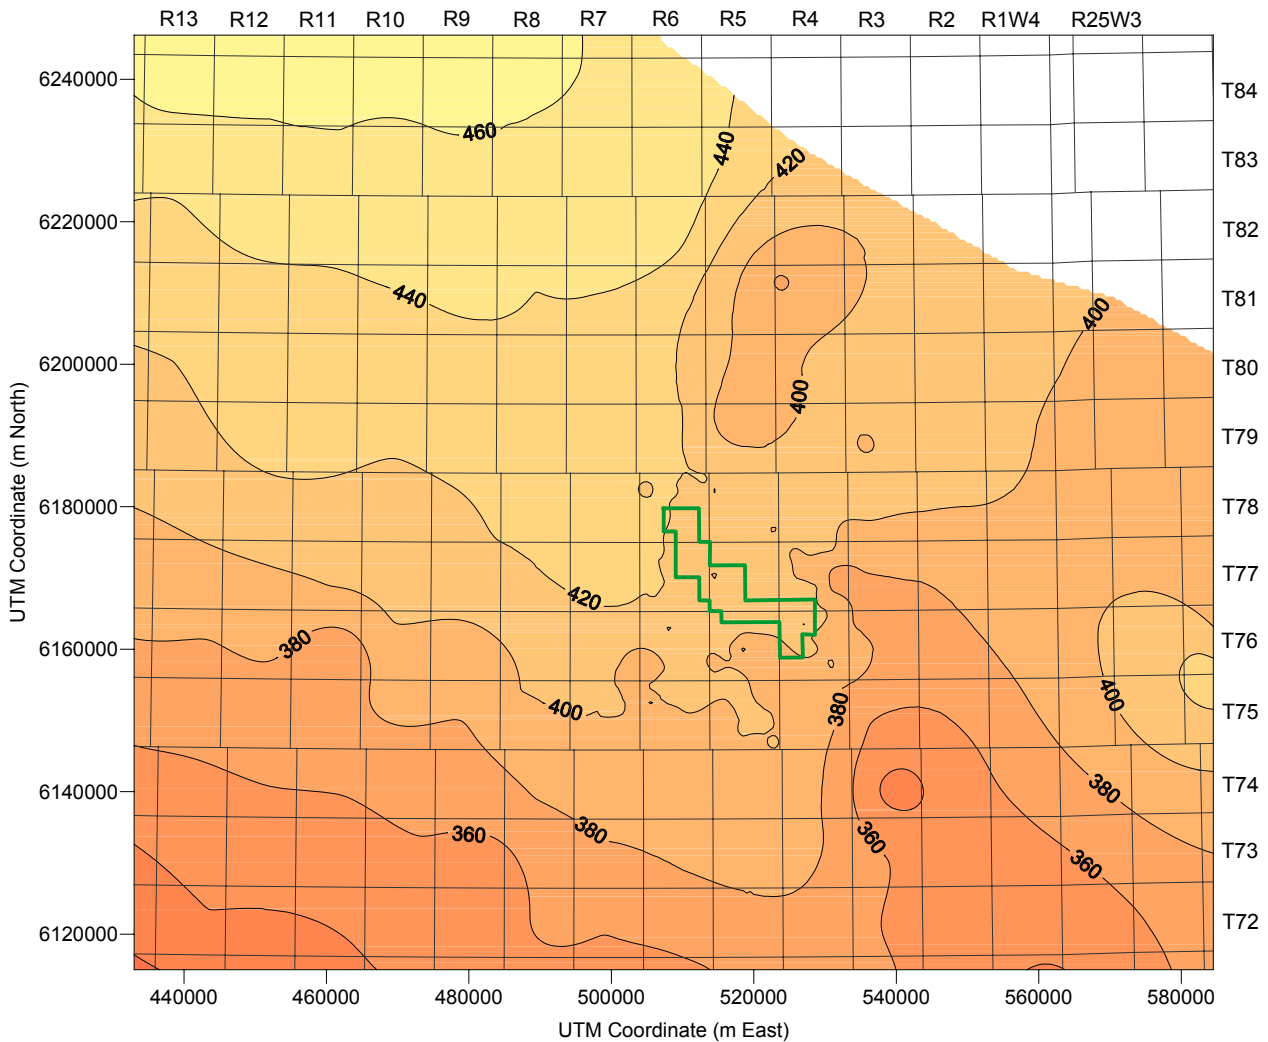 R13 R12 R11 R10 R9 R8 R7 R6 R5 R4 R3 R2 R1W4 R25W3
6240000
T84
460
440
420
T83
6220000
T82
440
T81
400
6200000
T80
400
T79
6180000
T78
T77
420
T76
380
6160000
400
T75
400
380
T74
380
6140000
380
360
360
T73
360
T72
6120000
440000 460000 480000 500000 520000 540000 560000 580000
UTM Coordinate (m East)
UTM Coordinate (m North)